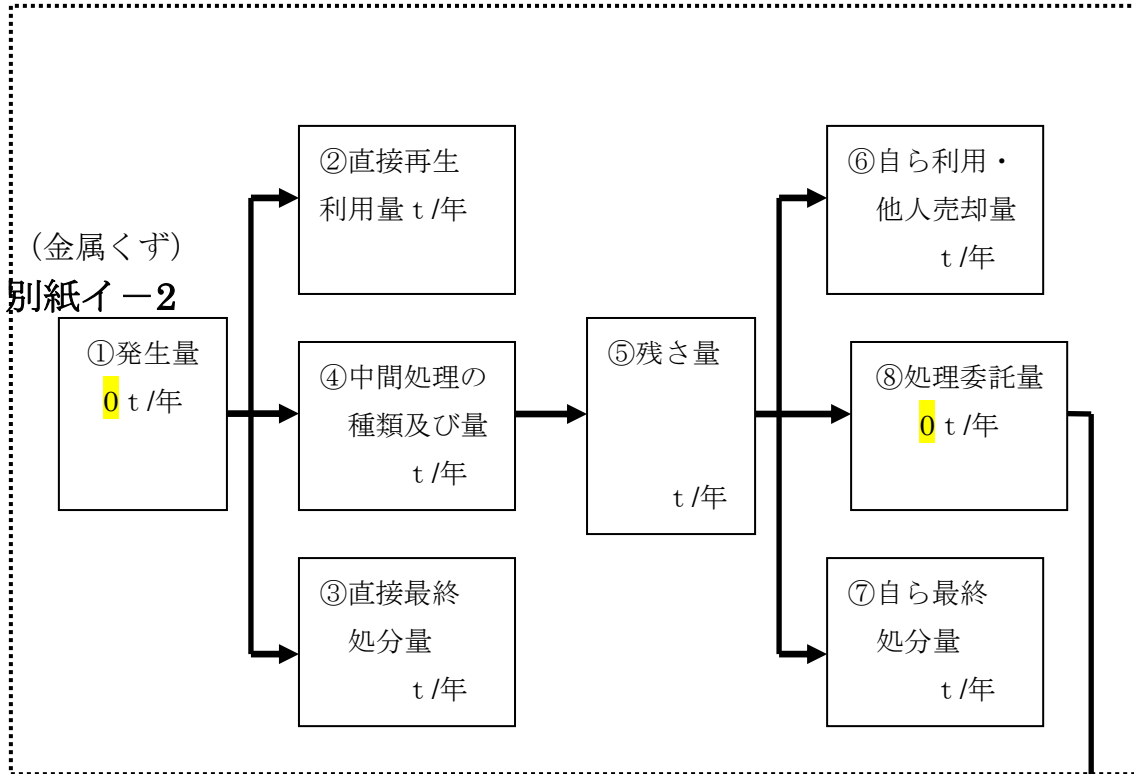 （金属くず）
別紙イ－2
①発生量
0ｔ/年
②直接再生
利用量ｔ/年
④中間処理の
種類及び量
ｔ/年
③直接最終
処分量
ｔ/年
⑤残さ量
ｔ/年
⑥自ら利用・
他人売却量
ｔ/年
⑧処理委託量
0ｔ/年
⑦自ら最終
処分量
ｔ/年